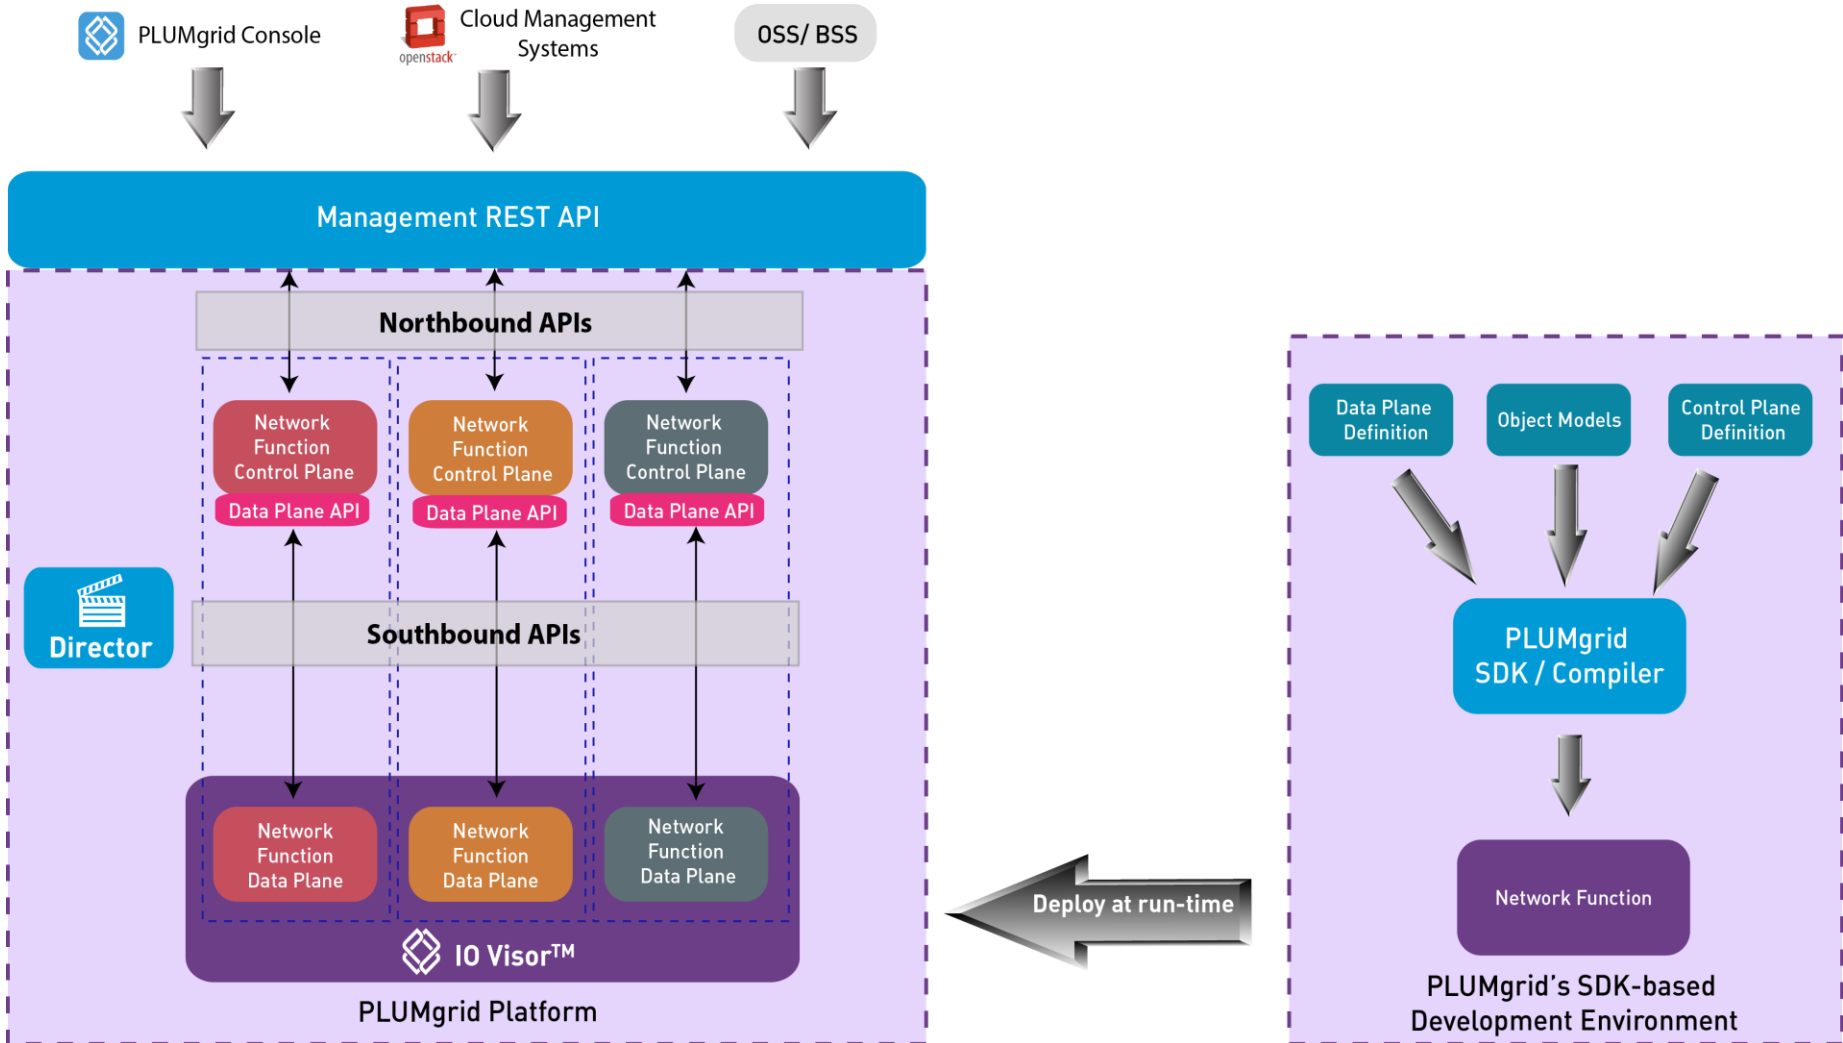 PLUMgrid Console
openstack
Cloud Management
Systems
OSS/ BSS
Management REST API
Northbound APIs
Network
Function
Control Plane
Data Plane API
Network
Function
Control Plane
Data Plane API
Network
Function
Control Plane
Data Plane API
Director
Southbound APIs
Network
Function
Data Plane
Network
Function
Data Plane
Network
Function
Data Plane
IO Visor™
PLUMgrid Platform
Deploy at run-time
Data Plane
Definition
Object Models
Control Plane
Definition
PLUMgrid
SDK / Compiler
Network Function
PLUMgrid's SDK-based
Development Environment